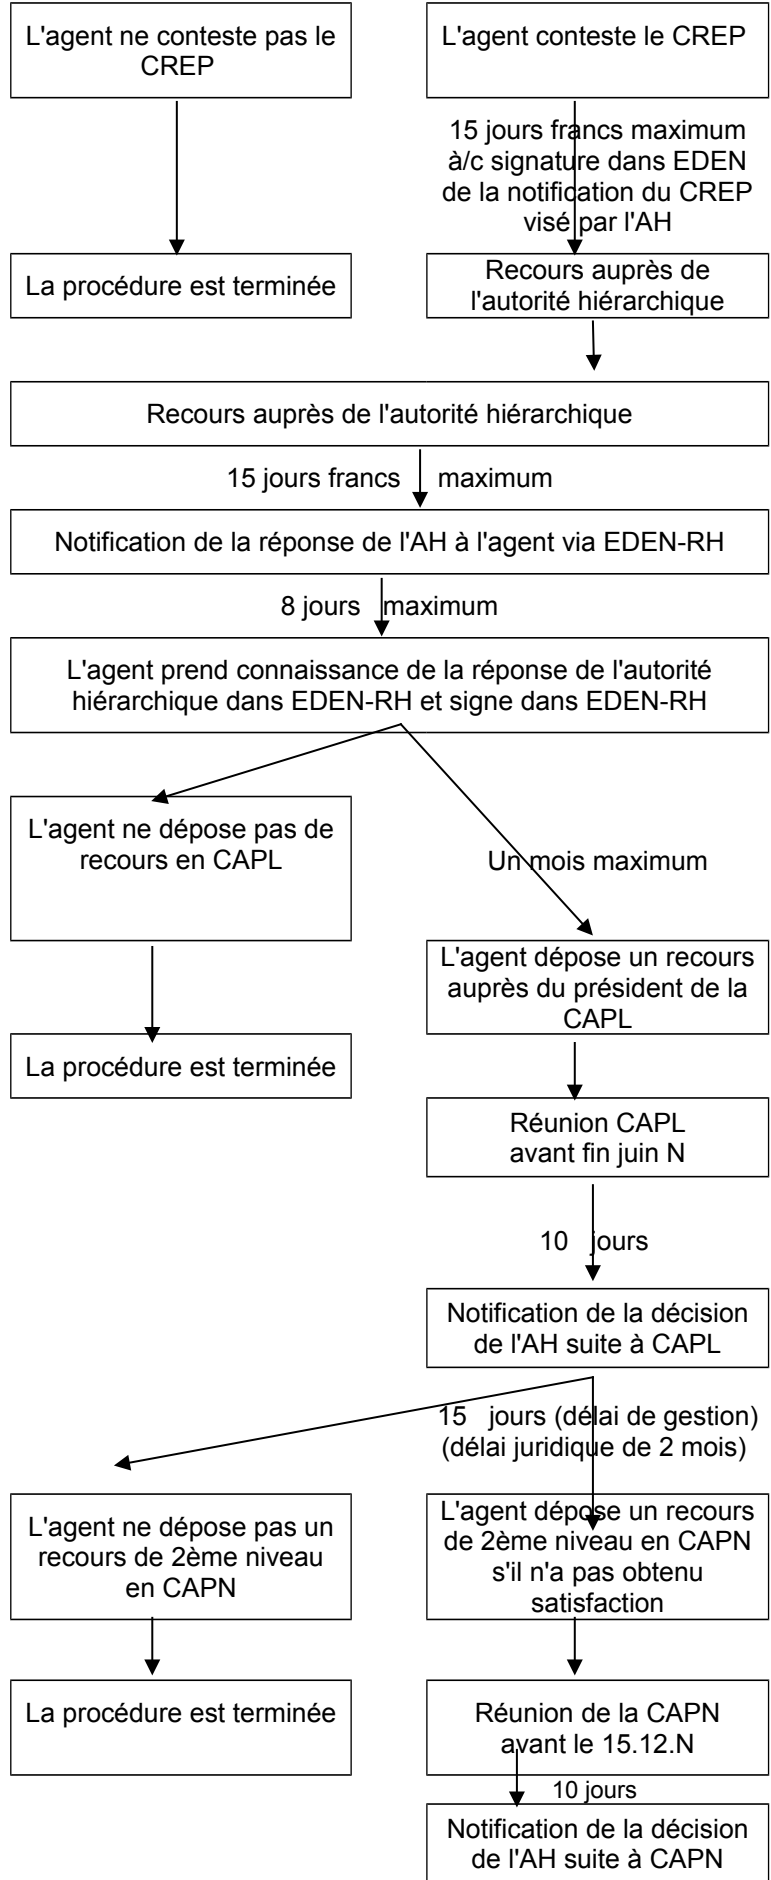 L'agent ne conteste pas le
CREP
L'agent conteste le CREP
15 jours francs maximum
à/c signature dans EDEN
de la notification du CREP
visé par l'AH
La procédure est terminée
Recours auprès de
l'autorité hiérarchique
Recours auprès de l'autorité hiérarchique
15 jours francs maximum
Notification de la réponse de l'AH à l'agent via EDEN-RH
8 jours maximum
L'agent prend connaissance de la réponse de l'autorité
hiérarchique dans EDEN-RH et signe dans EDEN-RH
L'agent ne dépose pas de
recours en CAPL
Un mois maximum
L'agent dépose un recours
auprès du président de la
CAPL
La procédure est terminée
Réunion CAPL
avant fin juin N
10 jours
Notification de la décision
de l'AH suite à CAPL
15 jours (délai de gestion)
(délai juridique de 2 mois)
L'agent ne dépose pas un
recours de 2ème niveau
en CAPN
L'agent dépose un recours
de 2ème niveau en CAPN
s'il n'a pas obtenu
satisfaction
La procédure est terminée
Réunion de la CAPN
avant le 15.12.N
10 jours
Notification de la décision
de l'AH suite à CAPN